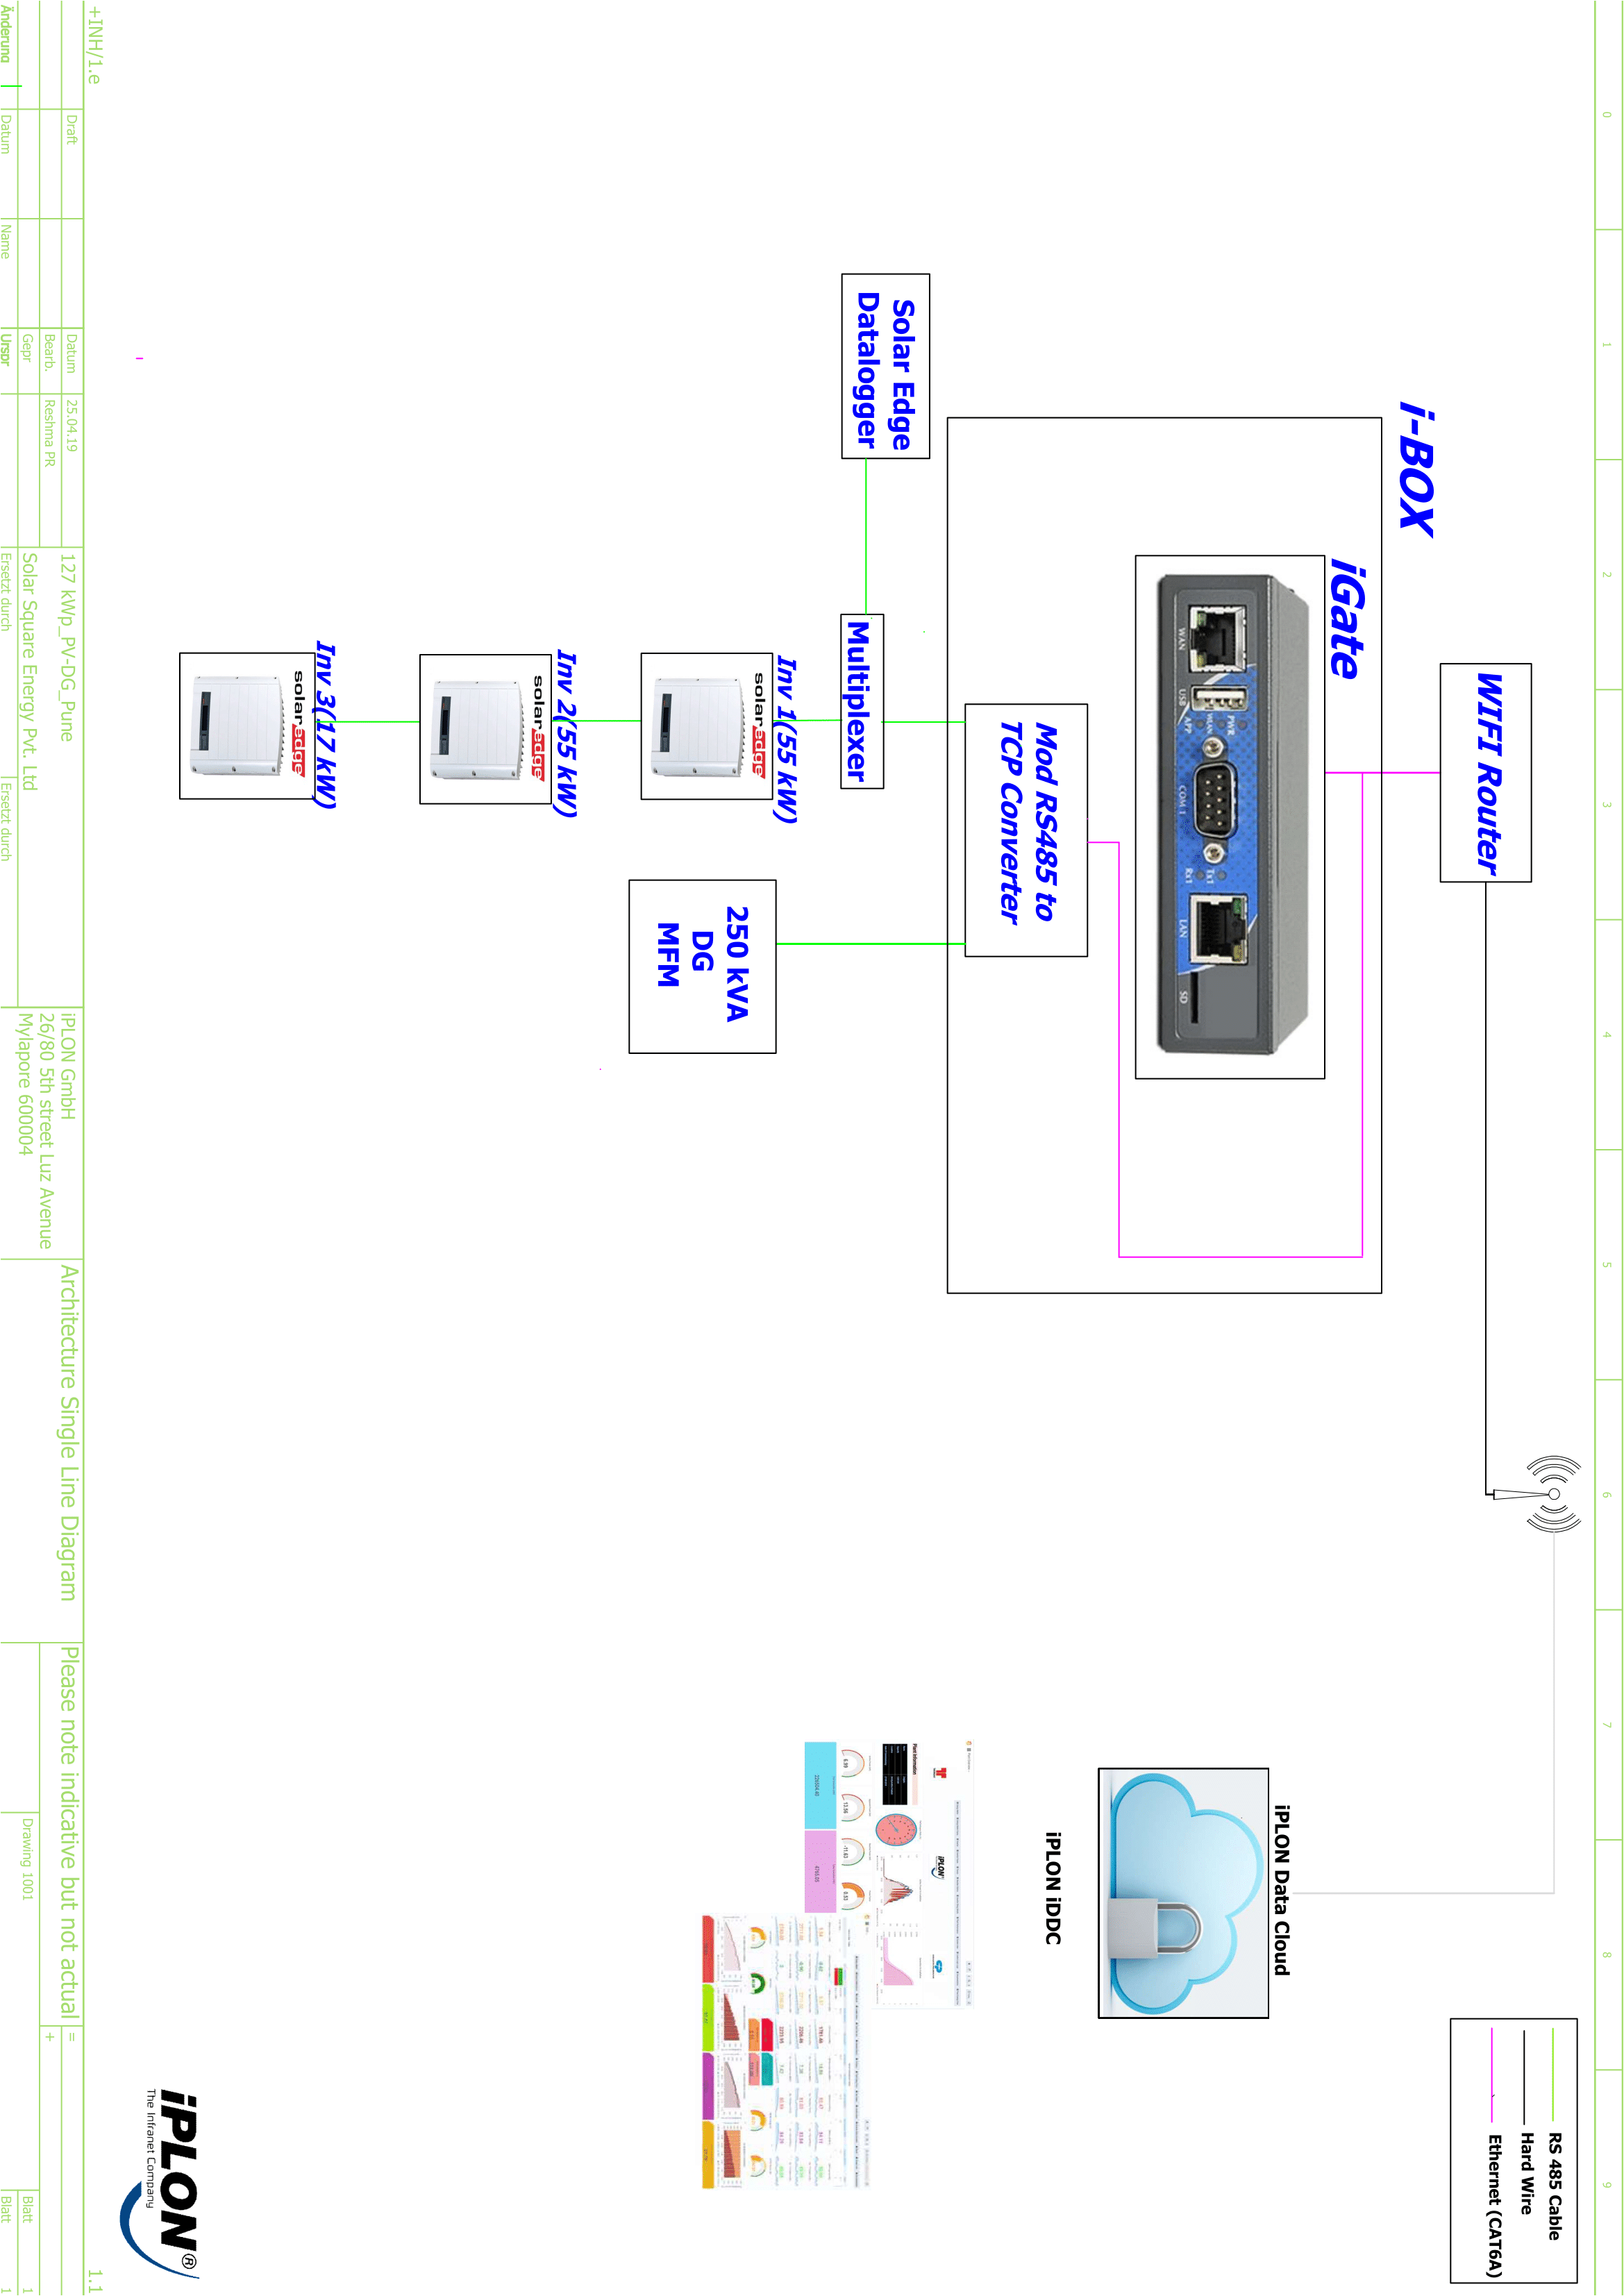 0
1
2
3
4
5
6
7
8
9
RS 485 Cable
Hard Wire
Ethernet (CAT6A)
WIFI Router
i-BOX
iGate
WAN
USB
PWR
WLAN
APP
COM 1
Tx1
Rx1
LAN
SD
Mod RS485 to
TCP Converter
iPLON Data Cloud
iPLON iDDC
Plant Information
iPLON
Solar Edge
Datalogger
Multiplexer
Inv 1(55 kW)
solaredge
250 kVA
DG
MFM
Inv 2(55 kW)
solaredge
Inv 3(17 kW)
solaredge
iPLON®
The Infranet Company
+INH/1.e
1.1
Draft
Datum
25.04.19
127 kWp_PV-DG_Pune
iPLON GmbH
Architecture Single Line Diagram
Please note indicative but not actual
=
Bearb.
Reshma PR
26/80 5th street Luz Avenue
+
Gepr
Solar Square Energy Pvt. Ltd
Mylapore 600004
Drawing 1001
Blatt
1
Änderung
Datum
Name
Urspr
Ersetzt durch
Ersetzt durch
Blatt
1